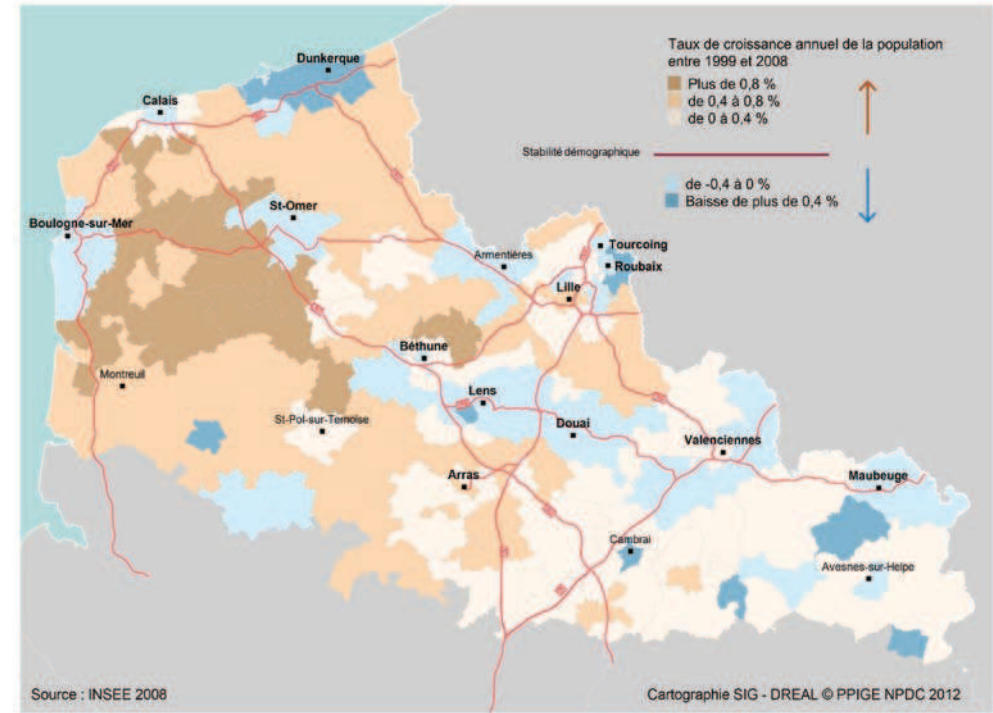 Taux de croissance annuel de la population
entre 1999 et 2008
Plus de 0,8 %
de 0,4 à 0,8 %
de 0 à 0,4 %
Stabilité démographique
de -0,4 à 0 %
Baisse de plus de 0,4 %
Dunkerque
Calais
St-Omer
Boulogne-sur-Mer
Tourcoing
Armentières
Roubaix
Lille
Béthune
Montreuil
Lens
St-Pol-sur-Ternoise
Douai
Valenciennes
Arras
Maubeuge
Cambrai
Avesnes-sur-Helpe
Source : INSEE 2008
Cartographie SIG - DREAL © PPIGE NPDC 2012